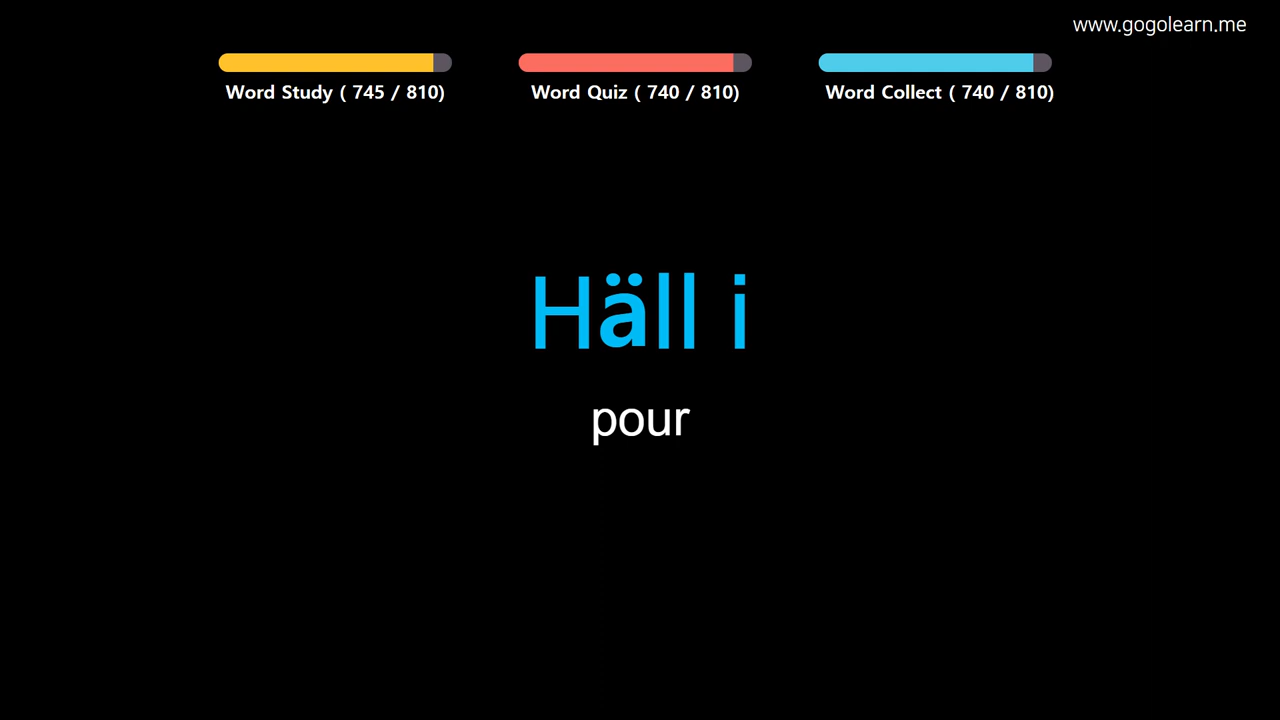 www.gogolearn.me
Word Study ( 745 / 810)
Word Quiz ( 740 / 810)
Word Collect ( 740 / 810)
Häll i
pour